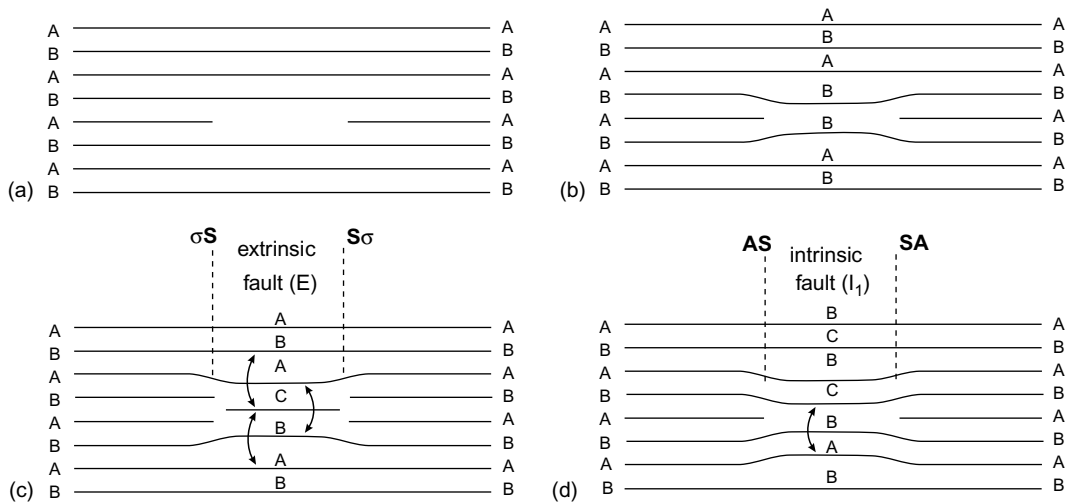 A A
B B
A A
B B
A A
B B
A A
(a) B B
A
A A
B
B B
A
A A
B B B
A B A
B B
A
A A
B
(b) B B
σS Sσ
extrinsic
fault (E)
A
A A
B
B B
A
A A
B C B
A A
B
B B
A
A A
B
(c) B B
AS SA
intrinsic
fault (I₁)
B
A A
C
B B
B
A A
B C B
A B A
B A B
A A
B
(d) B B